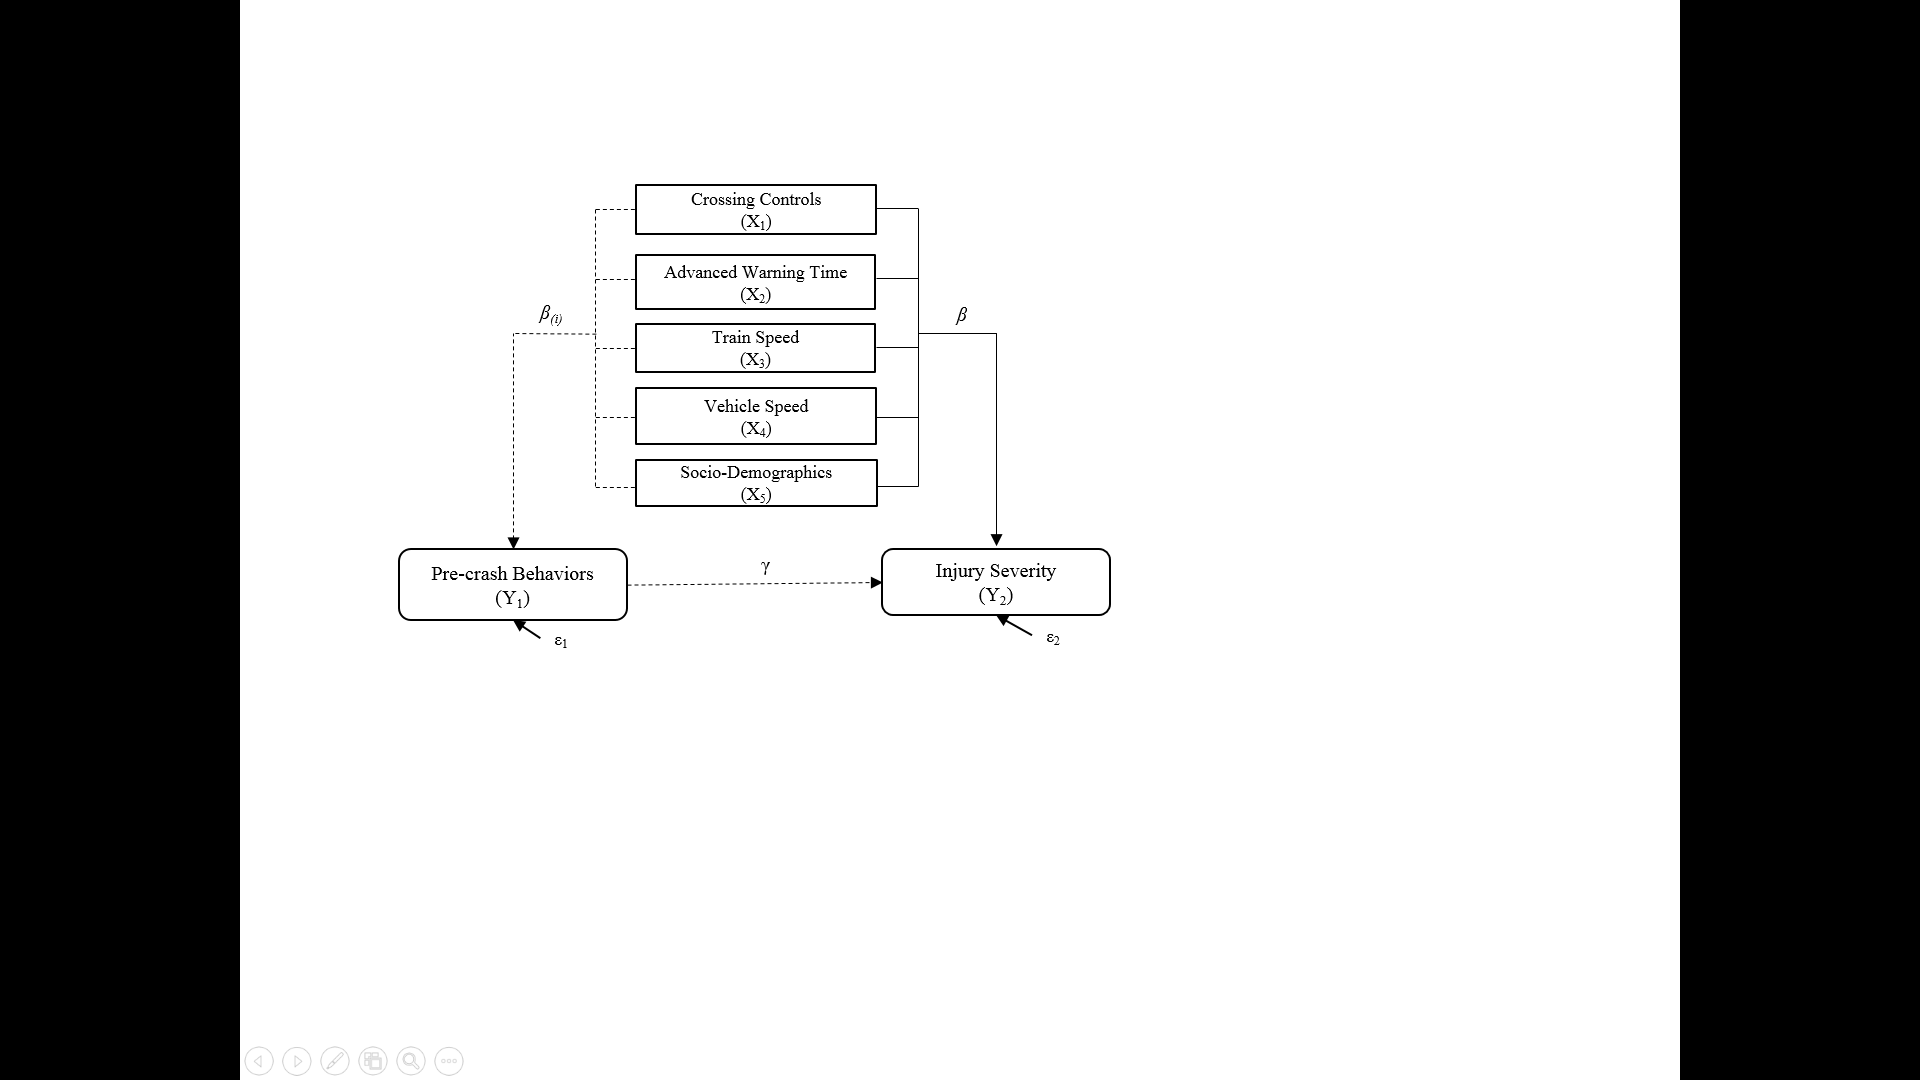 Crossing Controls
(X₁)
Advanced Warning Time
(X₂)
β₍ᵢ₎
β
Train Speed
(X₃)
Vehicle Speed
(X₄)
Socio-Demographics
(X₅)
Pre-crash Behaviors
(Y₁)
γ
Injury Severity
(Y₂)
ε₁
ε₂